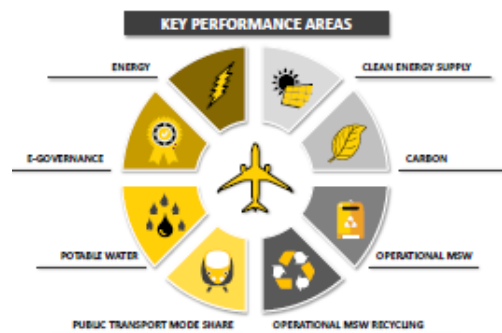 KEY PERFORMANCE AREAS
ENERGY
CLEAN ENERGY SUPPLY
E-GOVERNANCE
CARBON
POTABLE WATER
OPERATIONAL MSW
PUBLIC TRANSPORT MODE SHARE
OPERATIONAL MSW RECYCLING